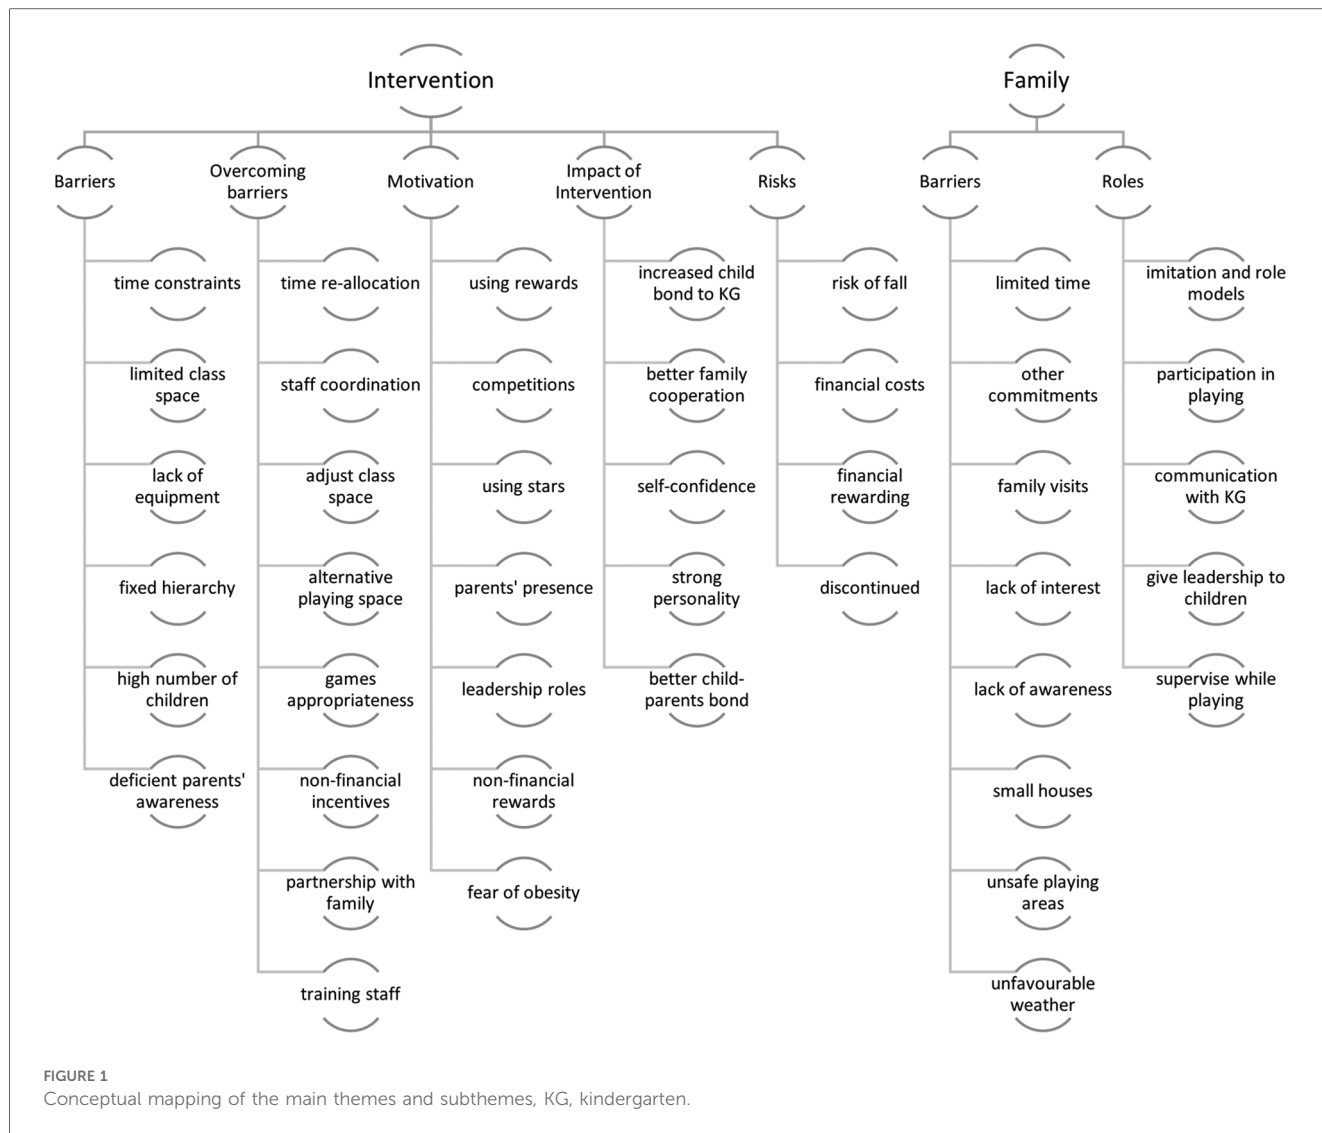 Intervention
Family
Barriers
Overcoming
barriers
Motivation
Impact of
Intervention
Risks
Barriers
Roles
time constraints
limited class
space
lack of
equipment
fixed hierarchy
high number of
children
deficient parents'
awareness
time re-allocation
staff coordination
adjust class
space
alternative
playing space
games
appropriateness
non-financial
incentives
partnership with
family
training staff
using rewards
competitions
using stars
parents' presence
leadership roles
non-financial
rewards
fear of obesity
increased child
bond to KG
better family
cooperation
self-confidence
strong
personality
better child-
parents bond
risk of fall
financial costs
financial
rewarding
discontinued
limited time
other
commitments
family visits
lack of interest
lack of awareness
small houses
unsafe playing
areas
unfavourable
weather
imitation and role
models
participation in
playing
communication
with KG
give leadership to
children
supervise while
playing
FIGURE 1
Conceptual mapping of the main themes and subthemes, KG, kindergarten.